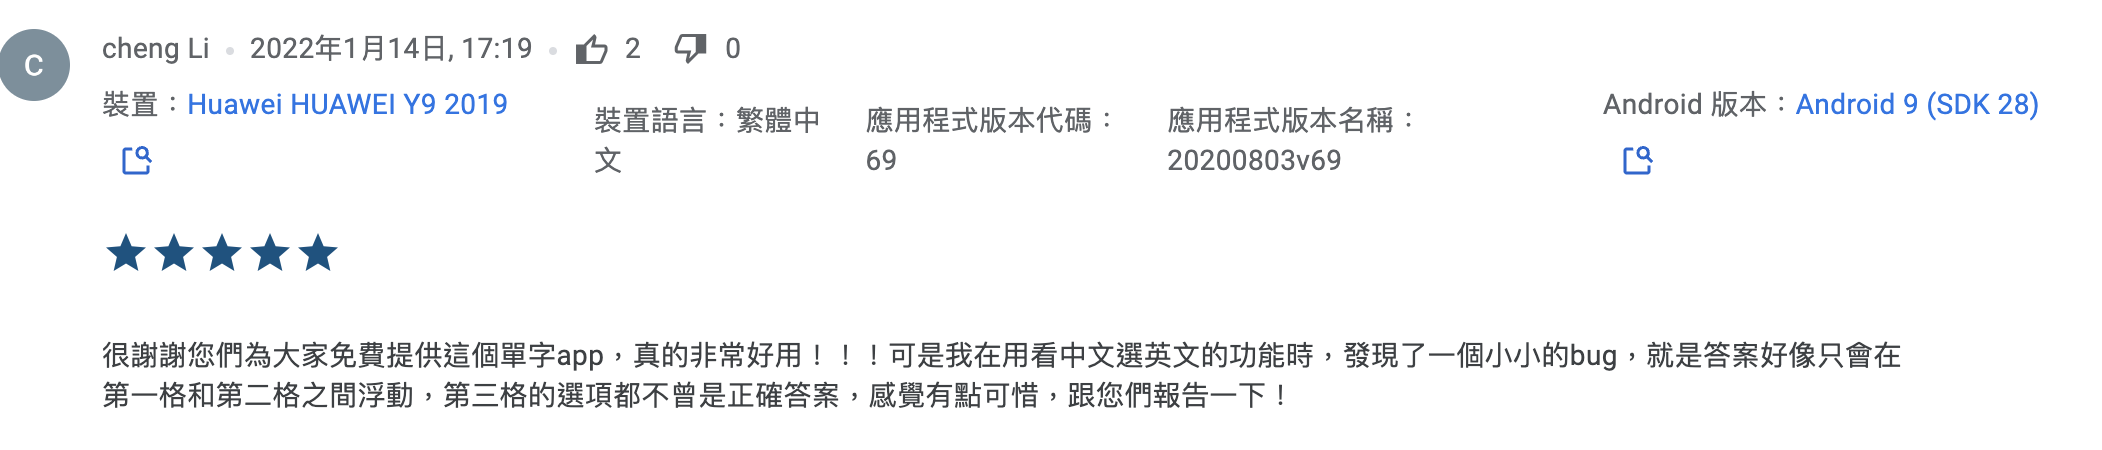 C
cheng Li • 2022年1月14日, 17:19 • 2 0
裝置：Huawei HUAWEI Y9 2019
裝置語言：繁體中
文
應用程式版本代碼：
69
應用程式版本名稱：
20200803v69
Android 版本：Android 9 (SDK 28)
很謝謝您們為大家免費提供這個單字app，真的非常好用！！！可是我在用看中文選英文的功能時，發現了一個小小的bug，就是答案好像只會在
第一格和第二格之間浮動，第三格的選項都不曾是正確答案，感覺有點可惜，跟您們報告一下！